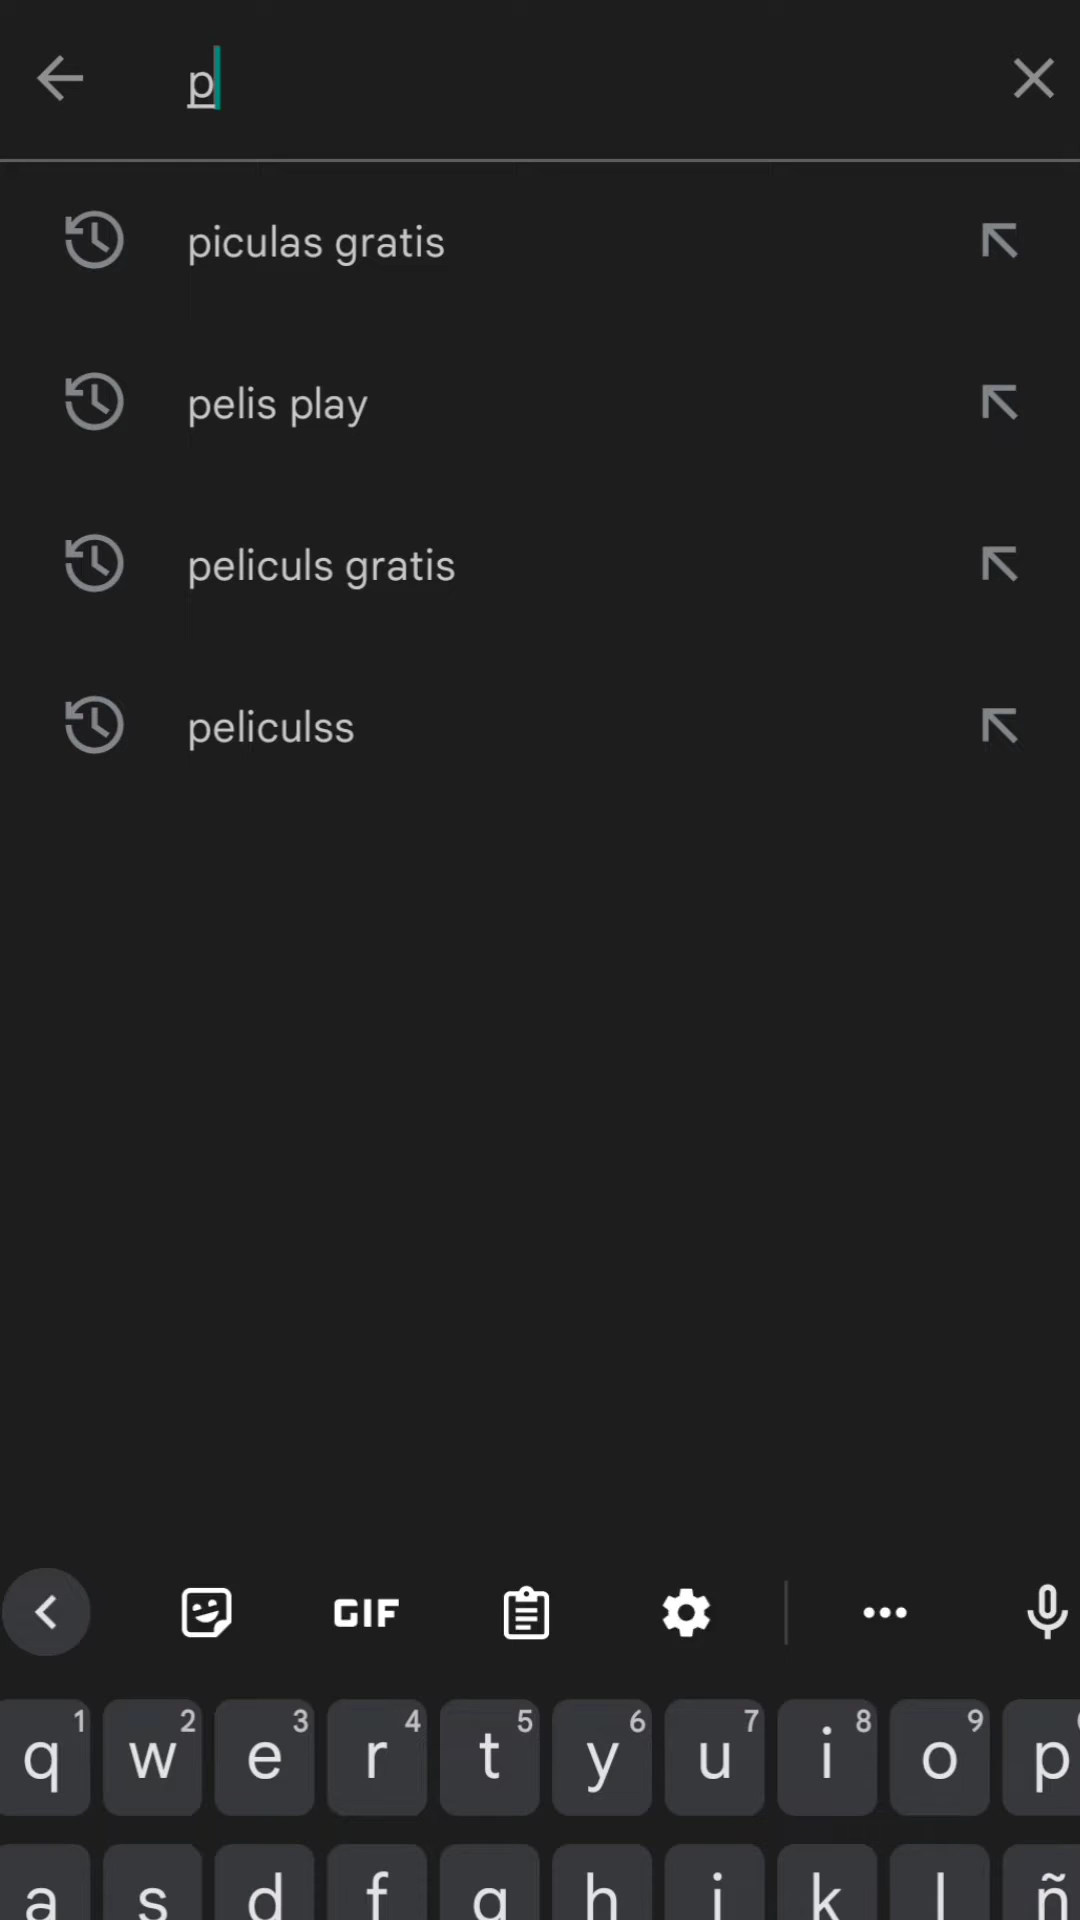 p
piculas gratis
pelis play
peliculs gratis
peliculss
GIF
1 2 3 4 5 6 7 8 9
q w e r t y u i o p
a s d f g h j k l ñ